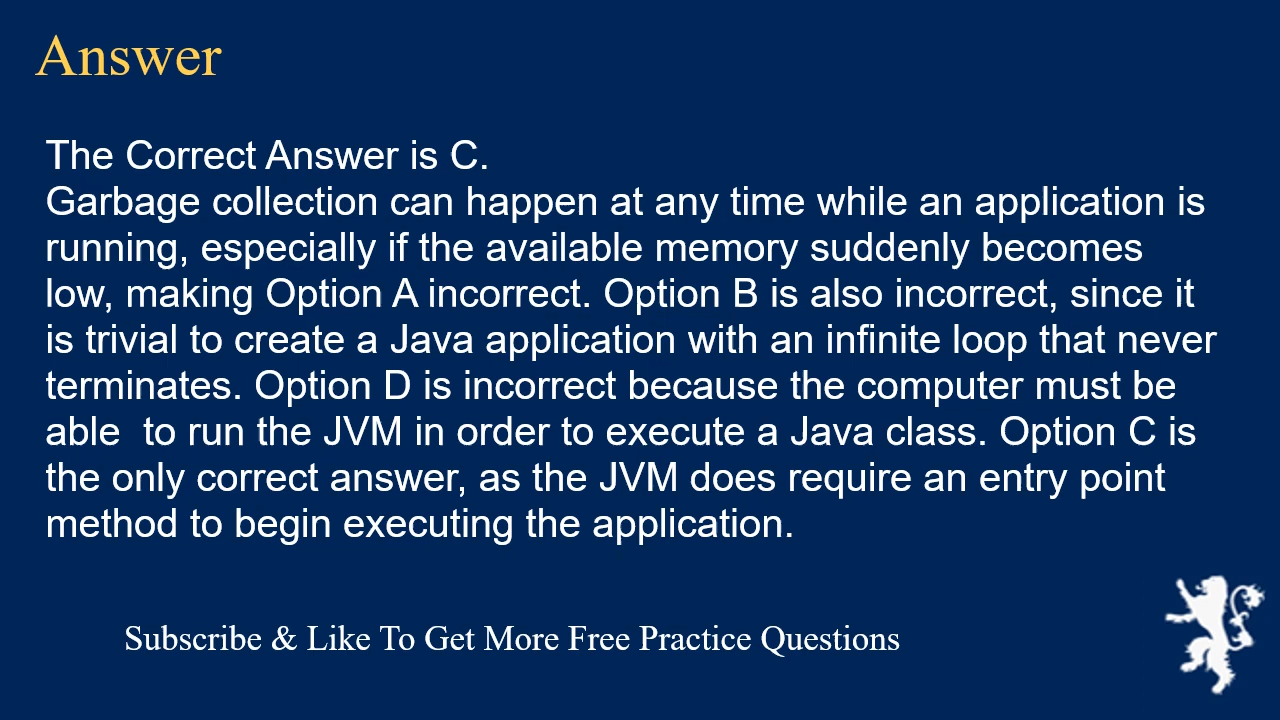 Answer
The Correct Answer is C.
Garbage collection can happen at any time while an application is
running, especially if the available memory suddenly becomes
low, making Option A incorrect. Option B is also incorrect, since it
is trivial to create a Java application with an infinite loop that never
terminates. Option D is incorrect because the computer must be
able  to run the JVM in order to execute a Java class. Option C is
the only correct answer, as the JVM does require an entry point
method to begin executing the application.
Subscribe & Like To Get More Free Practice Questions